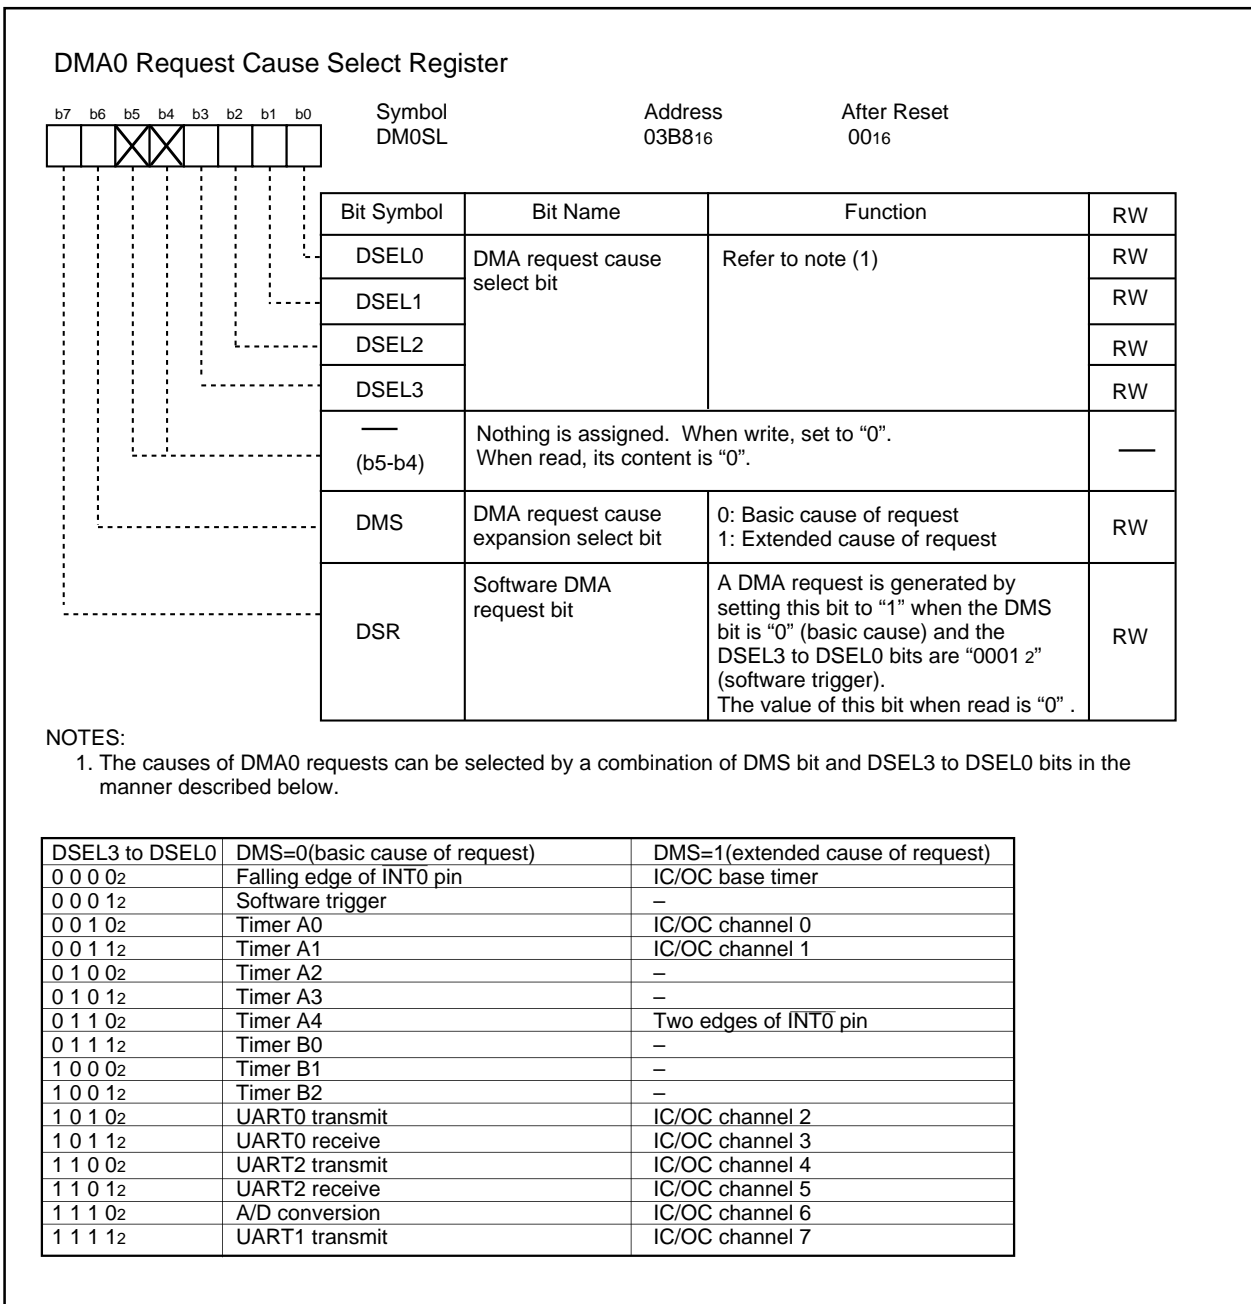 DMA0 Request Cause Select Register
b7 b6 b5 b4 b3 b2 b1 b0
Symbol Address After Reset
DM0SL 03B816 0016
Bit Symbol Bit Name Function RW
DSEL0 DMA request cause select bit Refer to note (1) RW
DSEL1 RW
DSEL2 RW
DSEL3 RW
— (b5-b4) Nothing is assigned. When write, set to “0”. —
When read, its content is “0”.
DMS DMA request cause expansion select bit 0: Basic cause of request RW
1: Extended cause of request
DSR Software DMA request bit A DMA request is generated by RW
setting this bit to “1” when the DMS
bit is “0” (basic cause) and the
DSEL3 to DSEL0 bits are “0001 2”
(software trigger).
The value of this bit when read is “0” .
NOTES:
1. The causes of DMA0 requests can be selected by a combination of DMS bit and DSEL3 to DSEL0 bits in the
manner described below.
DSEL3 to DSEL0 DMS=0(basic cause of request) DMS=1(extended cause of request)
0 0 0 02 Falling edge of INT0 pin IC/OC base timer
0 0 0 12 Software trigger –
0 0 1 02 Timer A0 IC/OC channel 0
0 0 1 12 Timer A1 IC/OC channel 1
0 1 0 02 Timer A2 –
0 1 0 12 Timer A3 –
0 1 1 02 Timer A4 Two edges of INT0 pin
0 1 1 12 Timer B0 –
1 0 0 02 Timer B1 –
1 0 0 12 Timer B2 –
1 0 1 02 UART0 transmit IC/OC channel 2
1 0 1 12 UART0 receive IC/OC channel 3
1 1 0 02 UART2 transmit IC/OC channel 4
1 1 0 12 UART2 receive IC/OC channel 5
1 1 1 02 A/D conversion IC/OC channel 6
1 1 1 12 UART1 transmit IC/OC channel 7